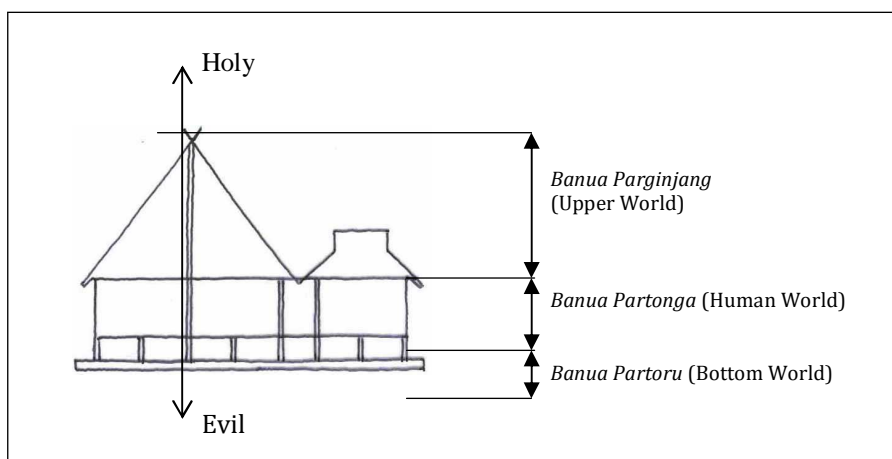 Holy
Banua Parginjang
(Upper World)
Banua Partonga (Human World)
Banua Partoru (Bottom World)
Evil